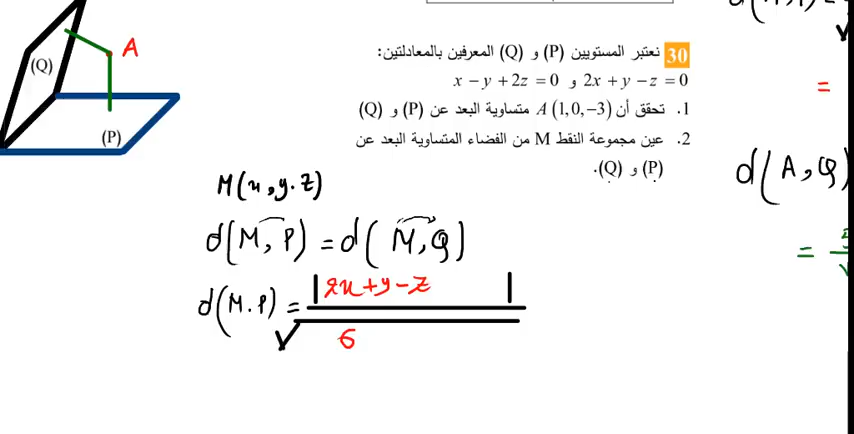 A
(Q)
(P)
30 نعتبر المستويين (P) و (Q) المعرفين بالمعادلتين:
2x + y − z = 0 و x − y + 2z = 0
1. تحقق أن A(1,0,−3) متساوية البعد عن (P) و (Q)
2. عين مجموعة النقط M من الفضاء المتساوية البعد عن
(P) و (Q).
M(x, y. z)
d(M, P) = d(M, Q)
d(M.P) = |2x+y−z |
√6
=
d(A, Q)
=